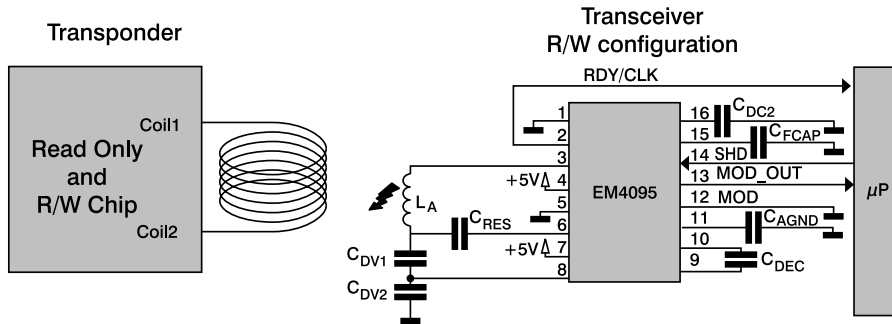 Transponder
Transceiver
R/W configuration
RDY/CLK
Coil1
Read Only
and
R/W Chip
Coil2
L_A
+5V
C_RES
+5V
C_DV1
C_DV2
1
2
3
4
5
6
7
8
EM4095
16 C_DC2
15 C_FCAP
14 SHD
13 MOD_OUT
12 MOD
11 C_AGND
10
9 C_DEC
µP